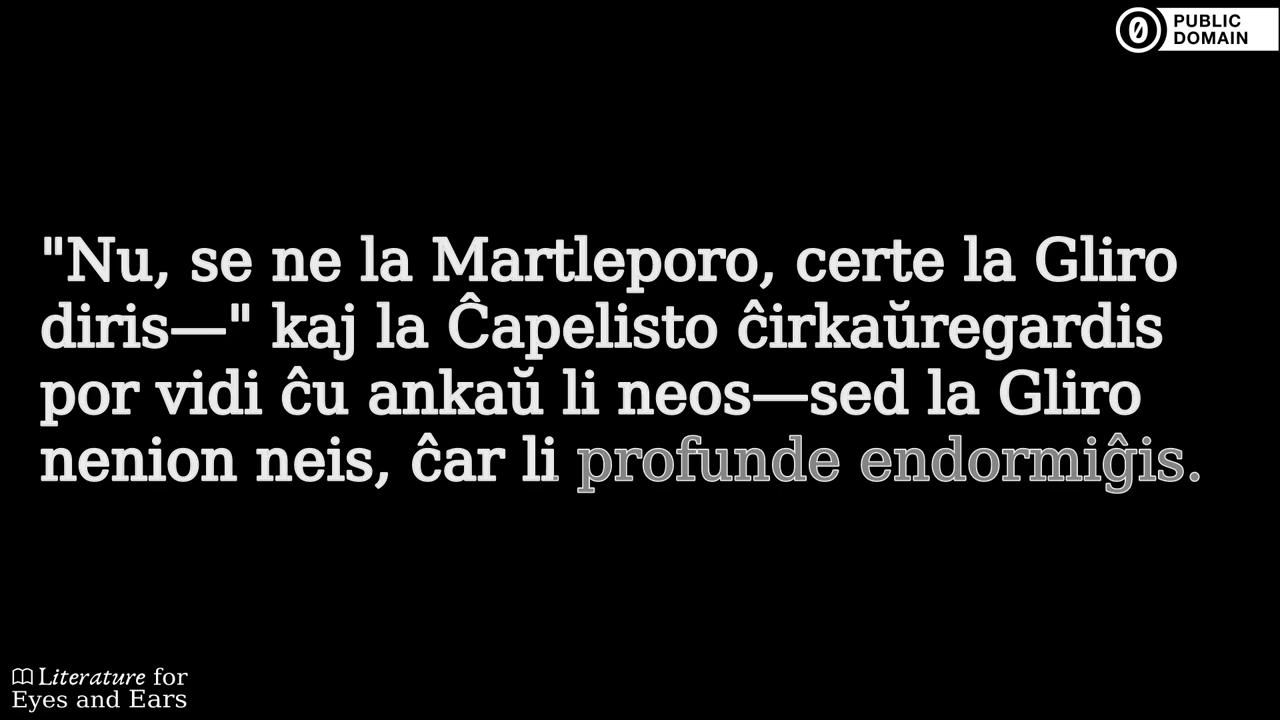 PUBLIC
DOMAIN
"Nu, se ne la Martleporo, certe la Gliro
diris—" kaj la Ĉapelisto ĉirkaŭregardis
por vidi ĉu ankaŭ li neos—sed la Gliro
nenion neis, ĉar li profunde endormiĝis.
Literature for
Eyes and Ears